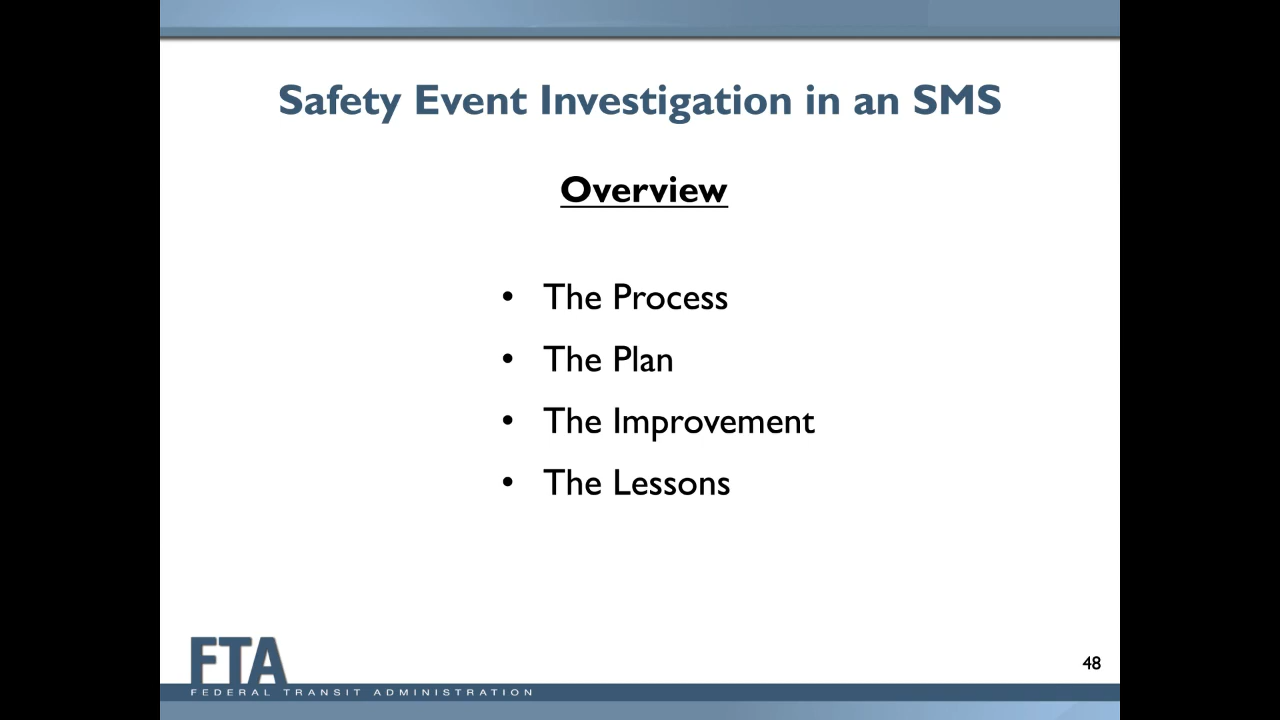 Safety Event Investigation in an SMS
Overview
• The Process
• The Plan
• The Improvement
• The Lessons
FTA
FEDERAL TRANSIT ADMINISTRATION
48